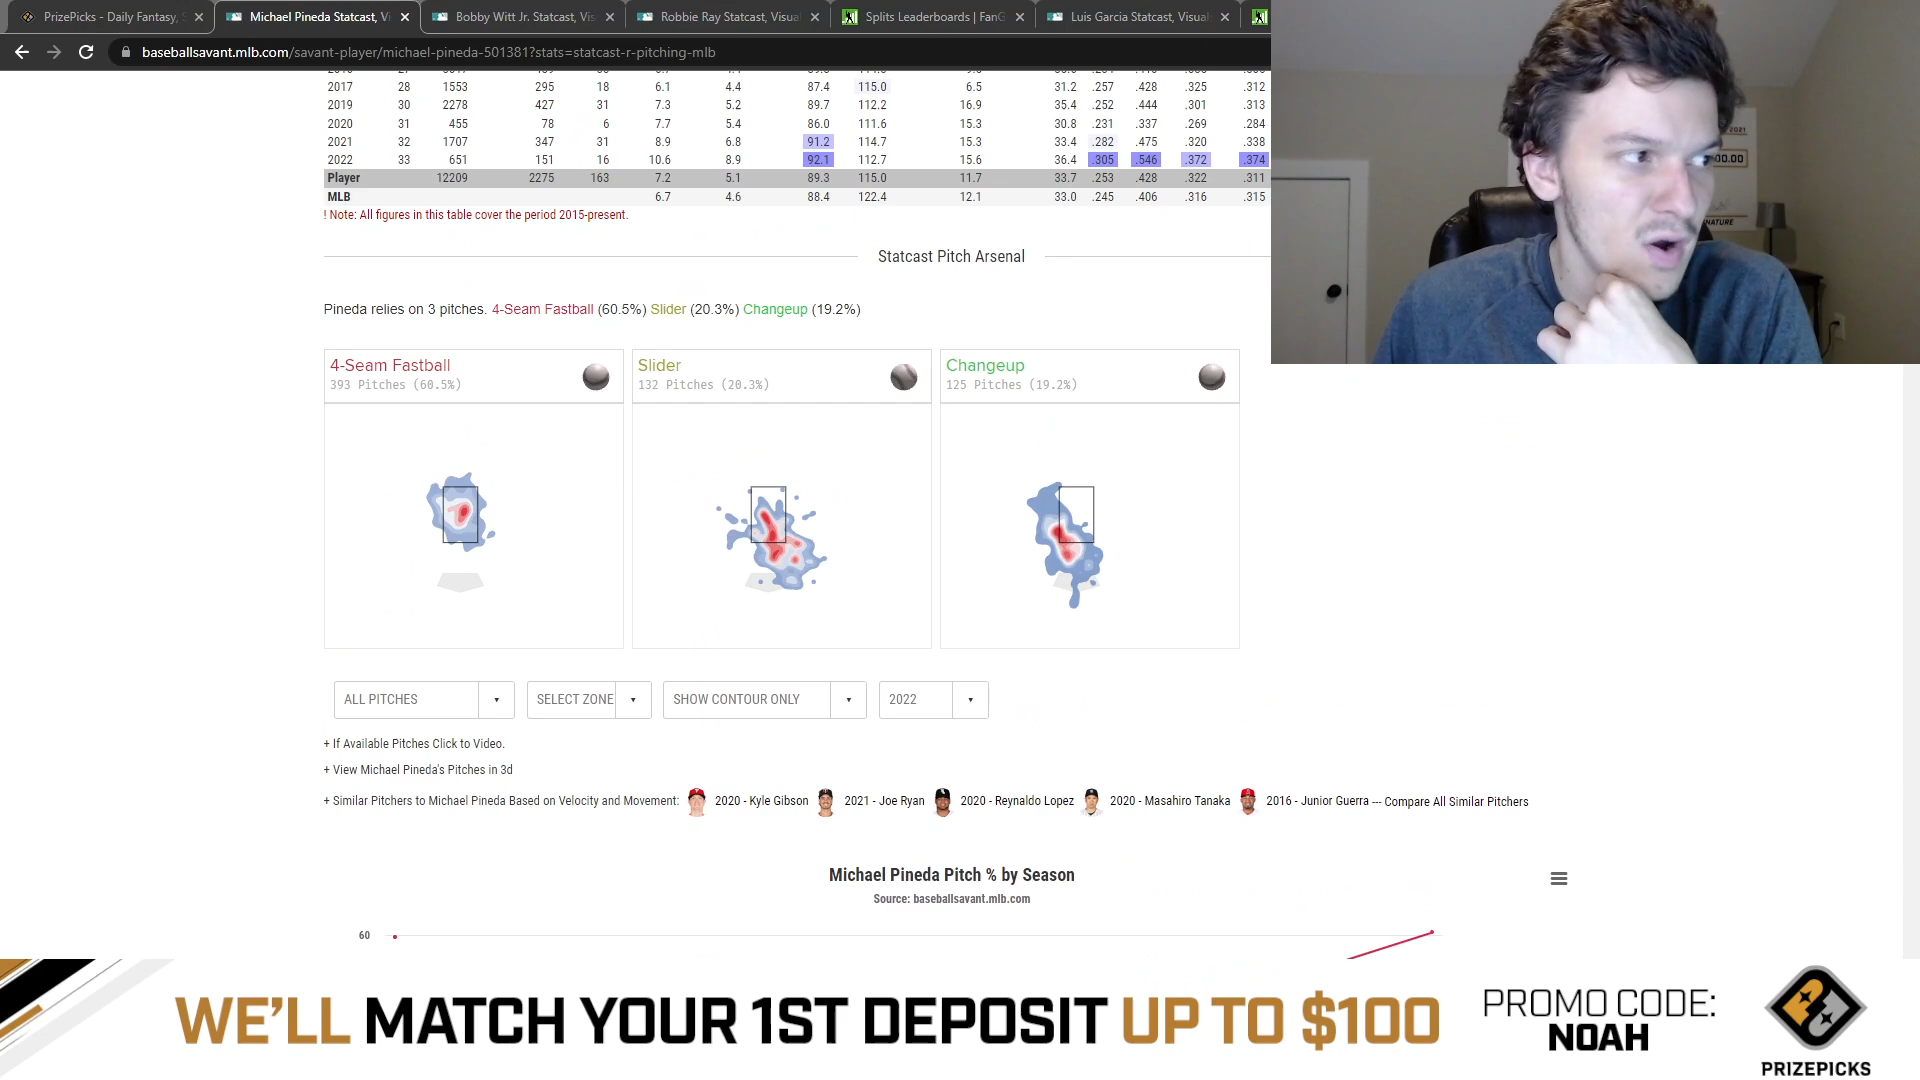 PrizePicks - Daily Fantasy, S
Michael Pineda Statcast, Vi
Bobby Witt Jr. Statcast, Vis
Robbie Ray Statcast, Visual
Splits Leaderboards | FanG
Luis Garcia Statcast, Visual
baseballsavant.mlb.com/savant-player/michael-pineda-501381?stats=statcast-r-pitching-mlb
2017 28 1553 295 18 6.1 4.4 87.4 115.0 6.5 31.2 .257 .428 .325 .312
2019 30 2278 427 31 7.3 5.2 89.7 112.2 16.9 35.4 .252 .444 .301 .313
2020 31 455 78 6 7.7 5.4 86.0 111.6 15.3 30.8 .231 .337 .269 .284
2021 32 1707 347 31 8.9 6.8 91.2 114.7 15.3 33.4 .282 .475 .320 .338
2022 33 651 151 16 10.6 8.9 92.1 112.7 15.6 36.4 .305 .546 .372 .374
Player 12209 2275 163 7.2 5.1 89.3 115.0 11.7 33.7 .253 .428 .322 .311
MLB 6.7 4.6 88.4 122.4 12.1 33.0 .245 .406 .316 .315
! Note: All figures in this table cover the period 2015-present.
Statcast Pitch Arsenal
Pineda relies on 3 pitches. 4-Seam Fastball (60.5%) Slider (20.3%) Changeup (19.2%)
4-Seam Fastball
393 Pitches (60.5%)
Slider
132 Pitches (20.3%)
Changeup
125 Pitches (19.2%)
ALL PITCHES
SELECT ZONE
SHOW CONTOUR ONLY
2022
+ If Available Pitches Click to Video.
+ View Michael Pineda's Pitches in 3d
+ Similar Pitchers to Michael Pineda Based on Velocity and Movement: 2020 - Kyle Gibson 2021 - Joe Ryan 2020 - Reynaldo Lopez 2020 - Masahiro Tanaka 2016 - Junior Guerra --- Compare All Similar Pitchers
Michael Pineda Pitch % by Season
Source: baseballsavant.mlb.com
60
WE'LL MATCH YOUR 1ST DEPOSIT UP TO $100
PROMO CODE:
NOAH
PRIZEPICKS